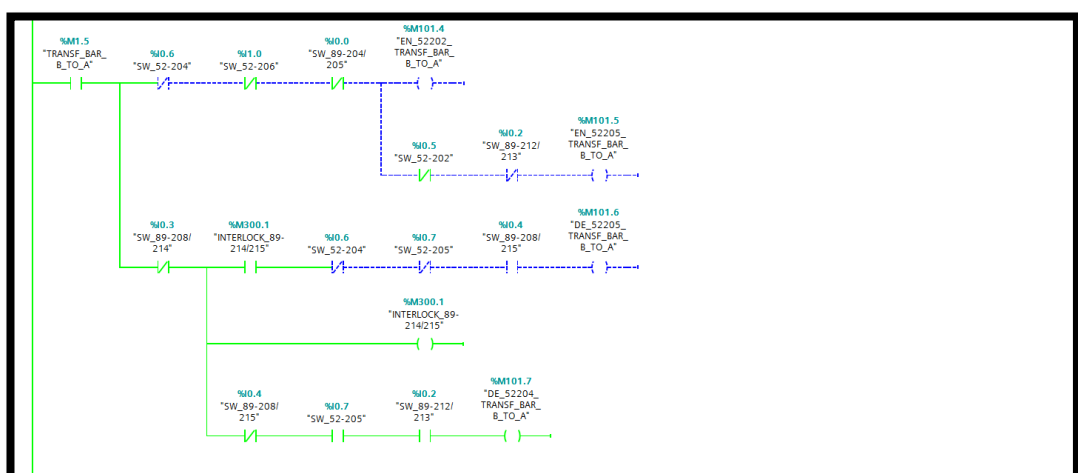 %M1.5
"TRANSF_BAR_
B_TO_A"
%I0.6
"SW_52-204"
%I1.0
"SW_52-206"
%I0.0
"SW_89-204/
205"
%M101.4
"EN_52202_
TRANSF_BAR_
B_TO_A"
%I0.5
"SW_52-202"
%I0.2
"SW_89-212/
213"
%M101.5
"EN_52205_
TRANSF_BAR_
B_TO_A"
%I0.3
"SW_89-208/
214"
%M300.1
"INTERLOCK_89-
214/215"
%I0.6
"SW_52-204"
%I0.7
"SW_52-205"
%I0.4
"SW_89-208/
215"
%M101.6
"DE_52205_
TRANSF_BAR_
B_TO_A"
%M300.1
"INTERLOCK_89-
214/215"
%I0.4
"SW_89-208/
215"
%I0.7
"SW_52-205"
%I0.2
"SW_89-212/
213"
%M101.7
"DE_52204_
TRANSF_BAR_
B_TO_A"